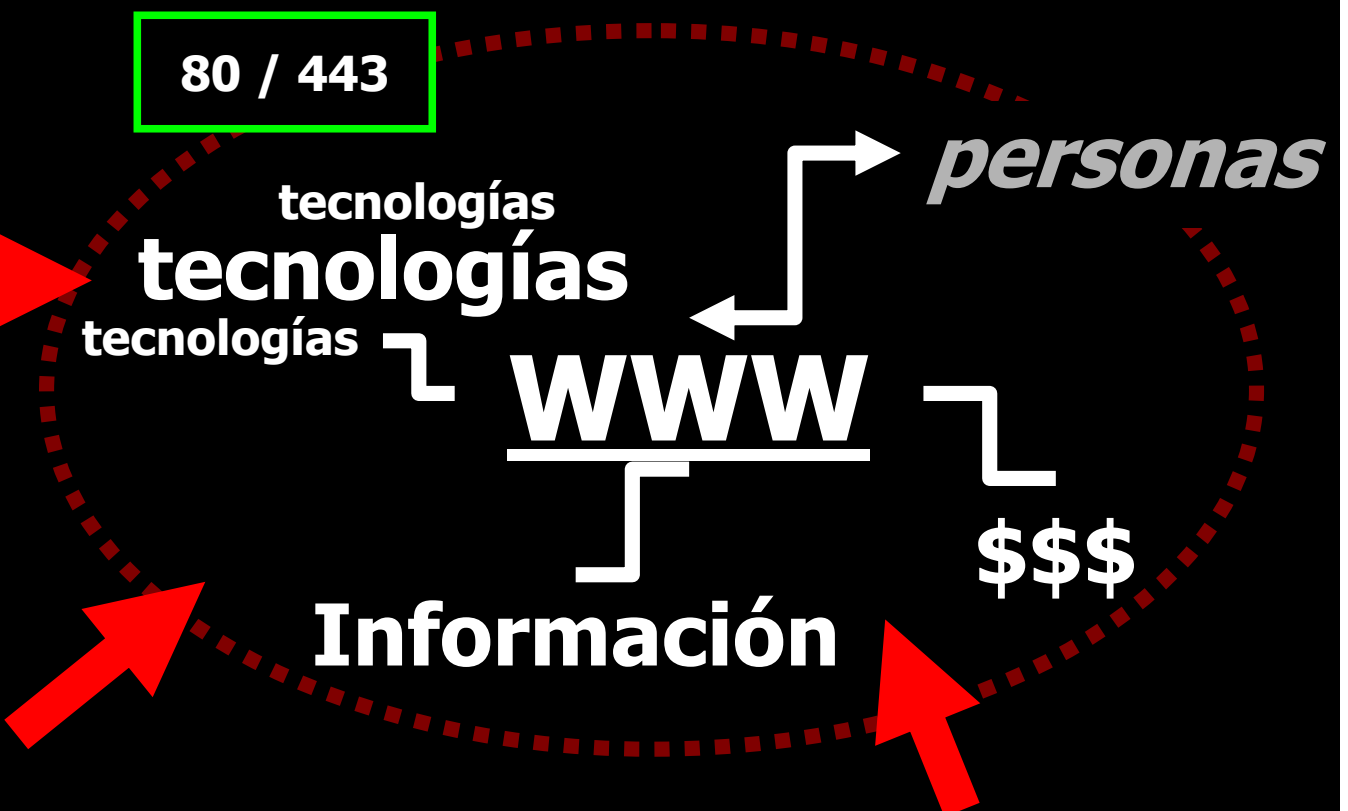 80 / 443
personas
tecnologías
tecnologías
tecnologías
WWW
$$$
Información